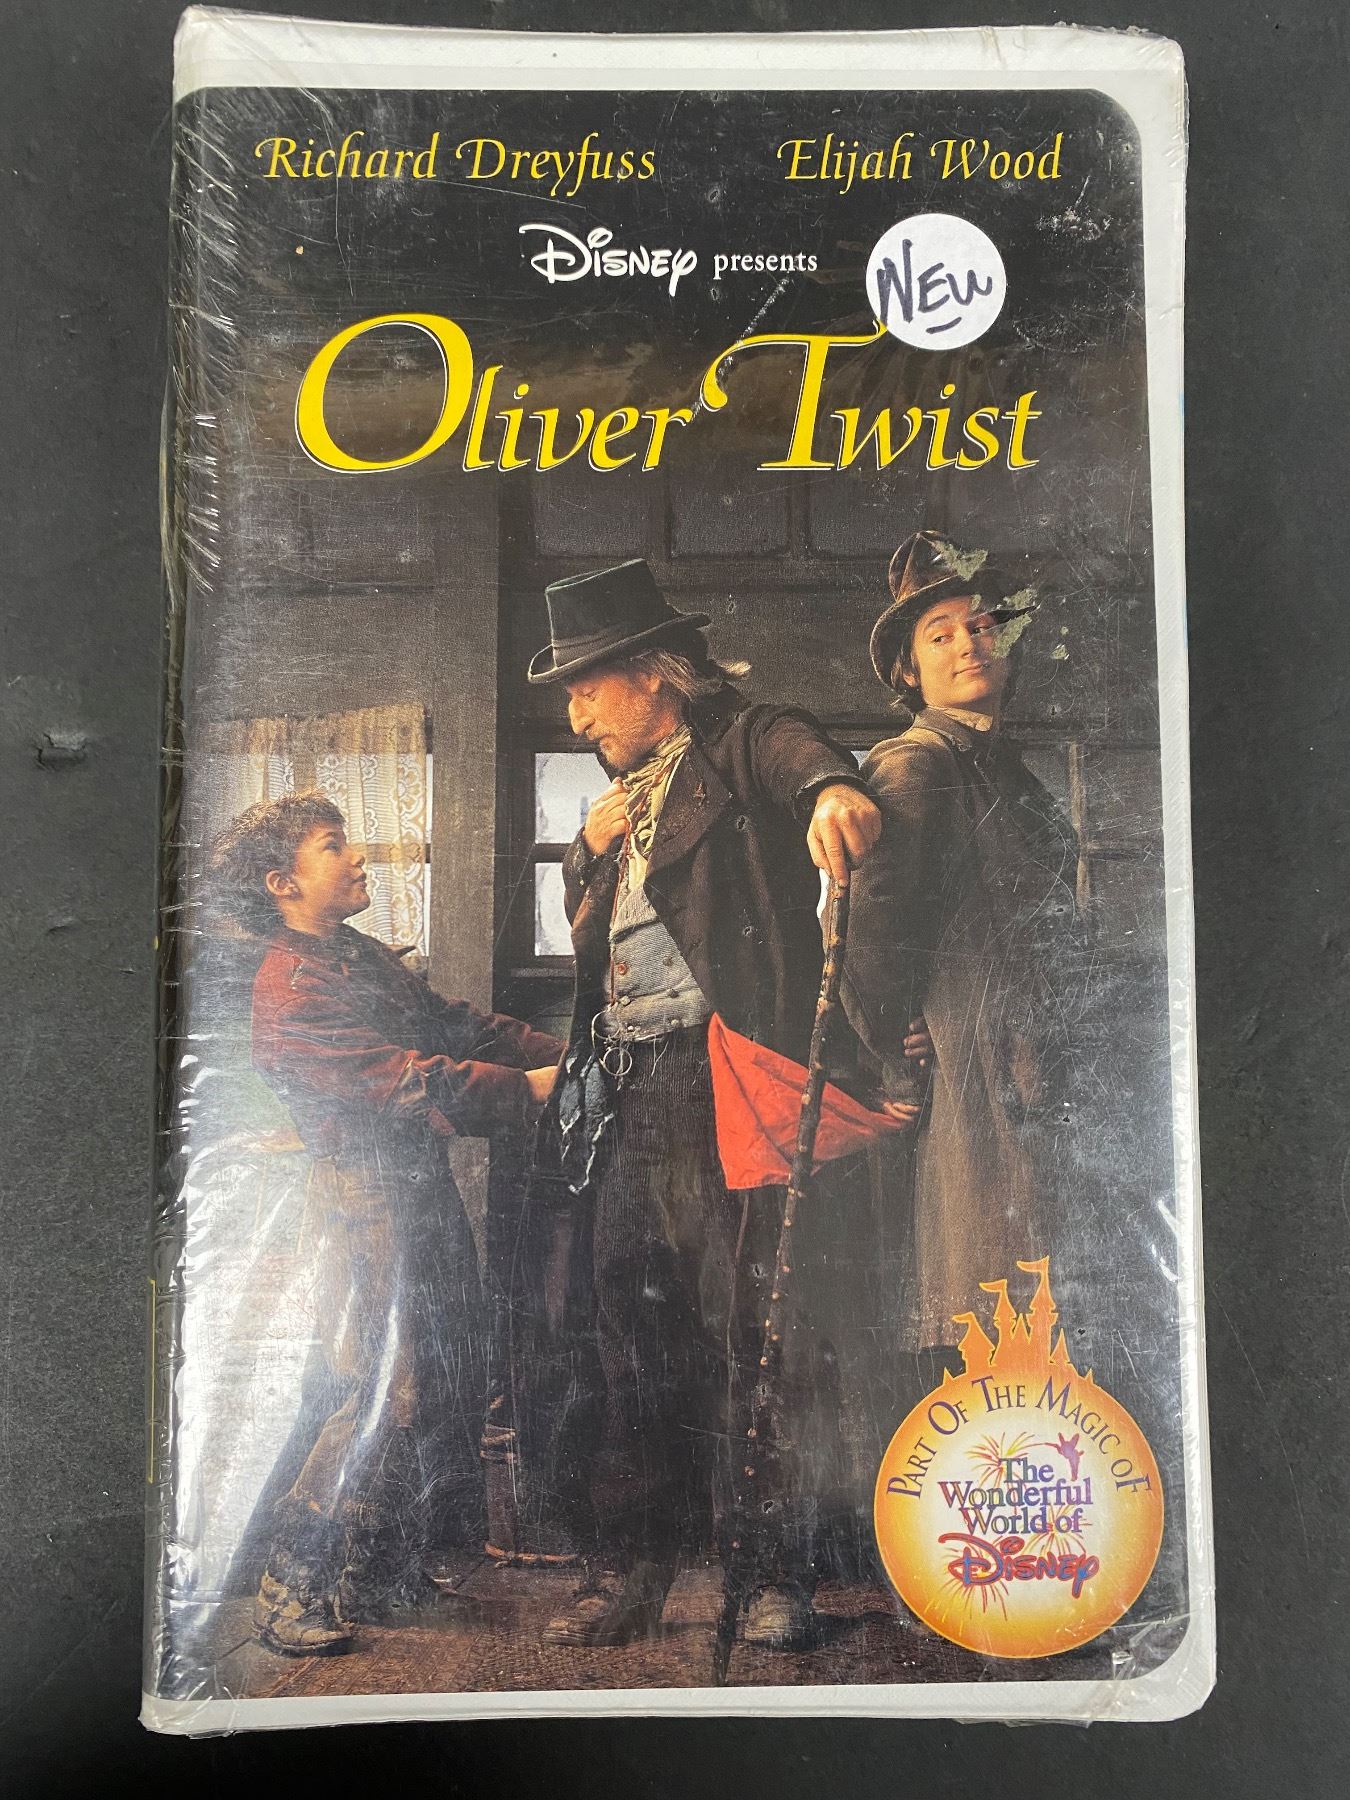 Richard Dreyfuss Elijah Wood
Disney presents
NEW
Oliver Twist
PART OF THE MAGIC OF
The
Wonderful
World of
Disney